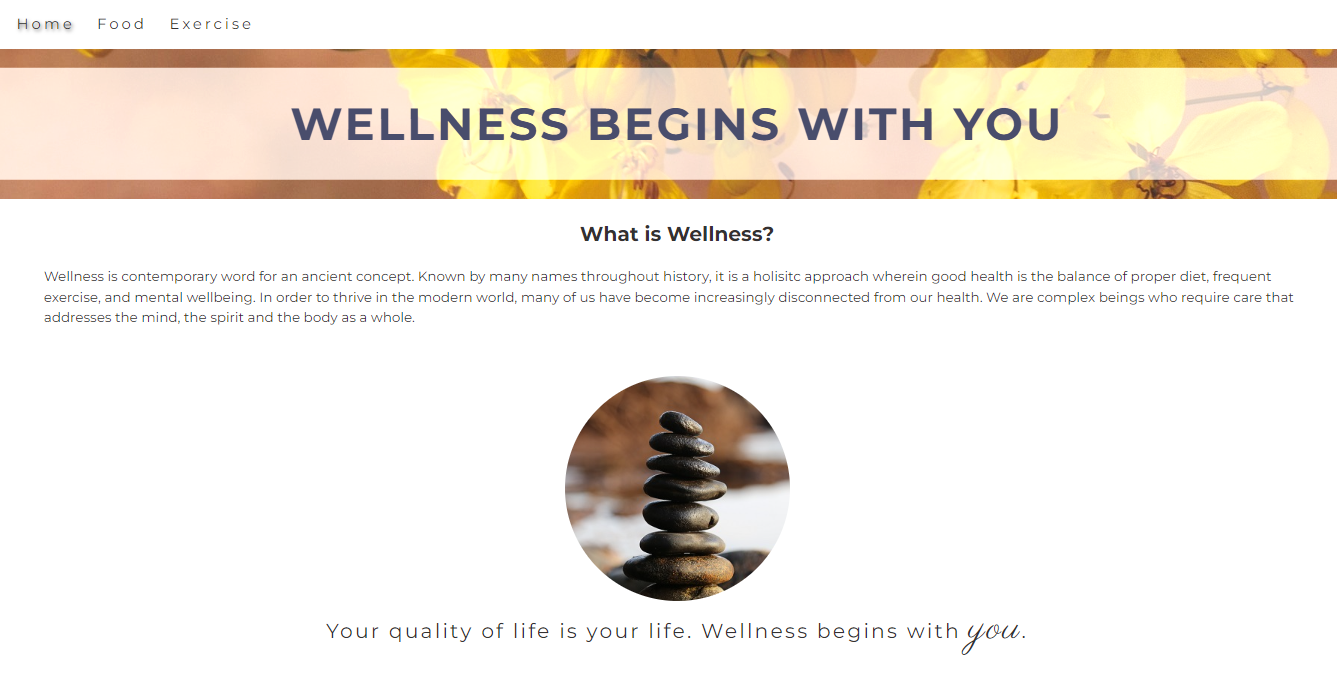 Home Food Exercise
WELLNESS BEGINS WITH YOU
What is Wellness?
Wellness is contemporary word for an ancient concept. Known by many names throughout history, it is a holisitc approach wherein good health is the balance of proper diet, frequent
exercise, and mental wellbeing. In order to thrive in the modern world, many of us have become increasingly disconnected from our health. We are complex beings who require care that
addresses the mind, the spirit and the body as a whole.
Your quality of life is your life. Wellness begins with you.